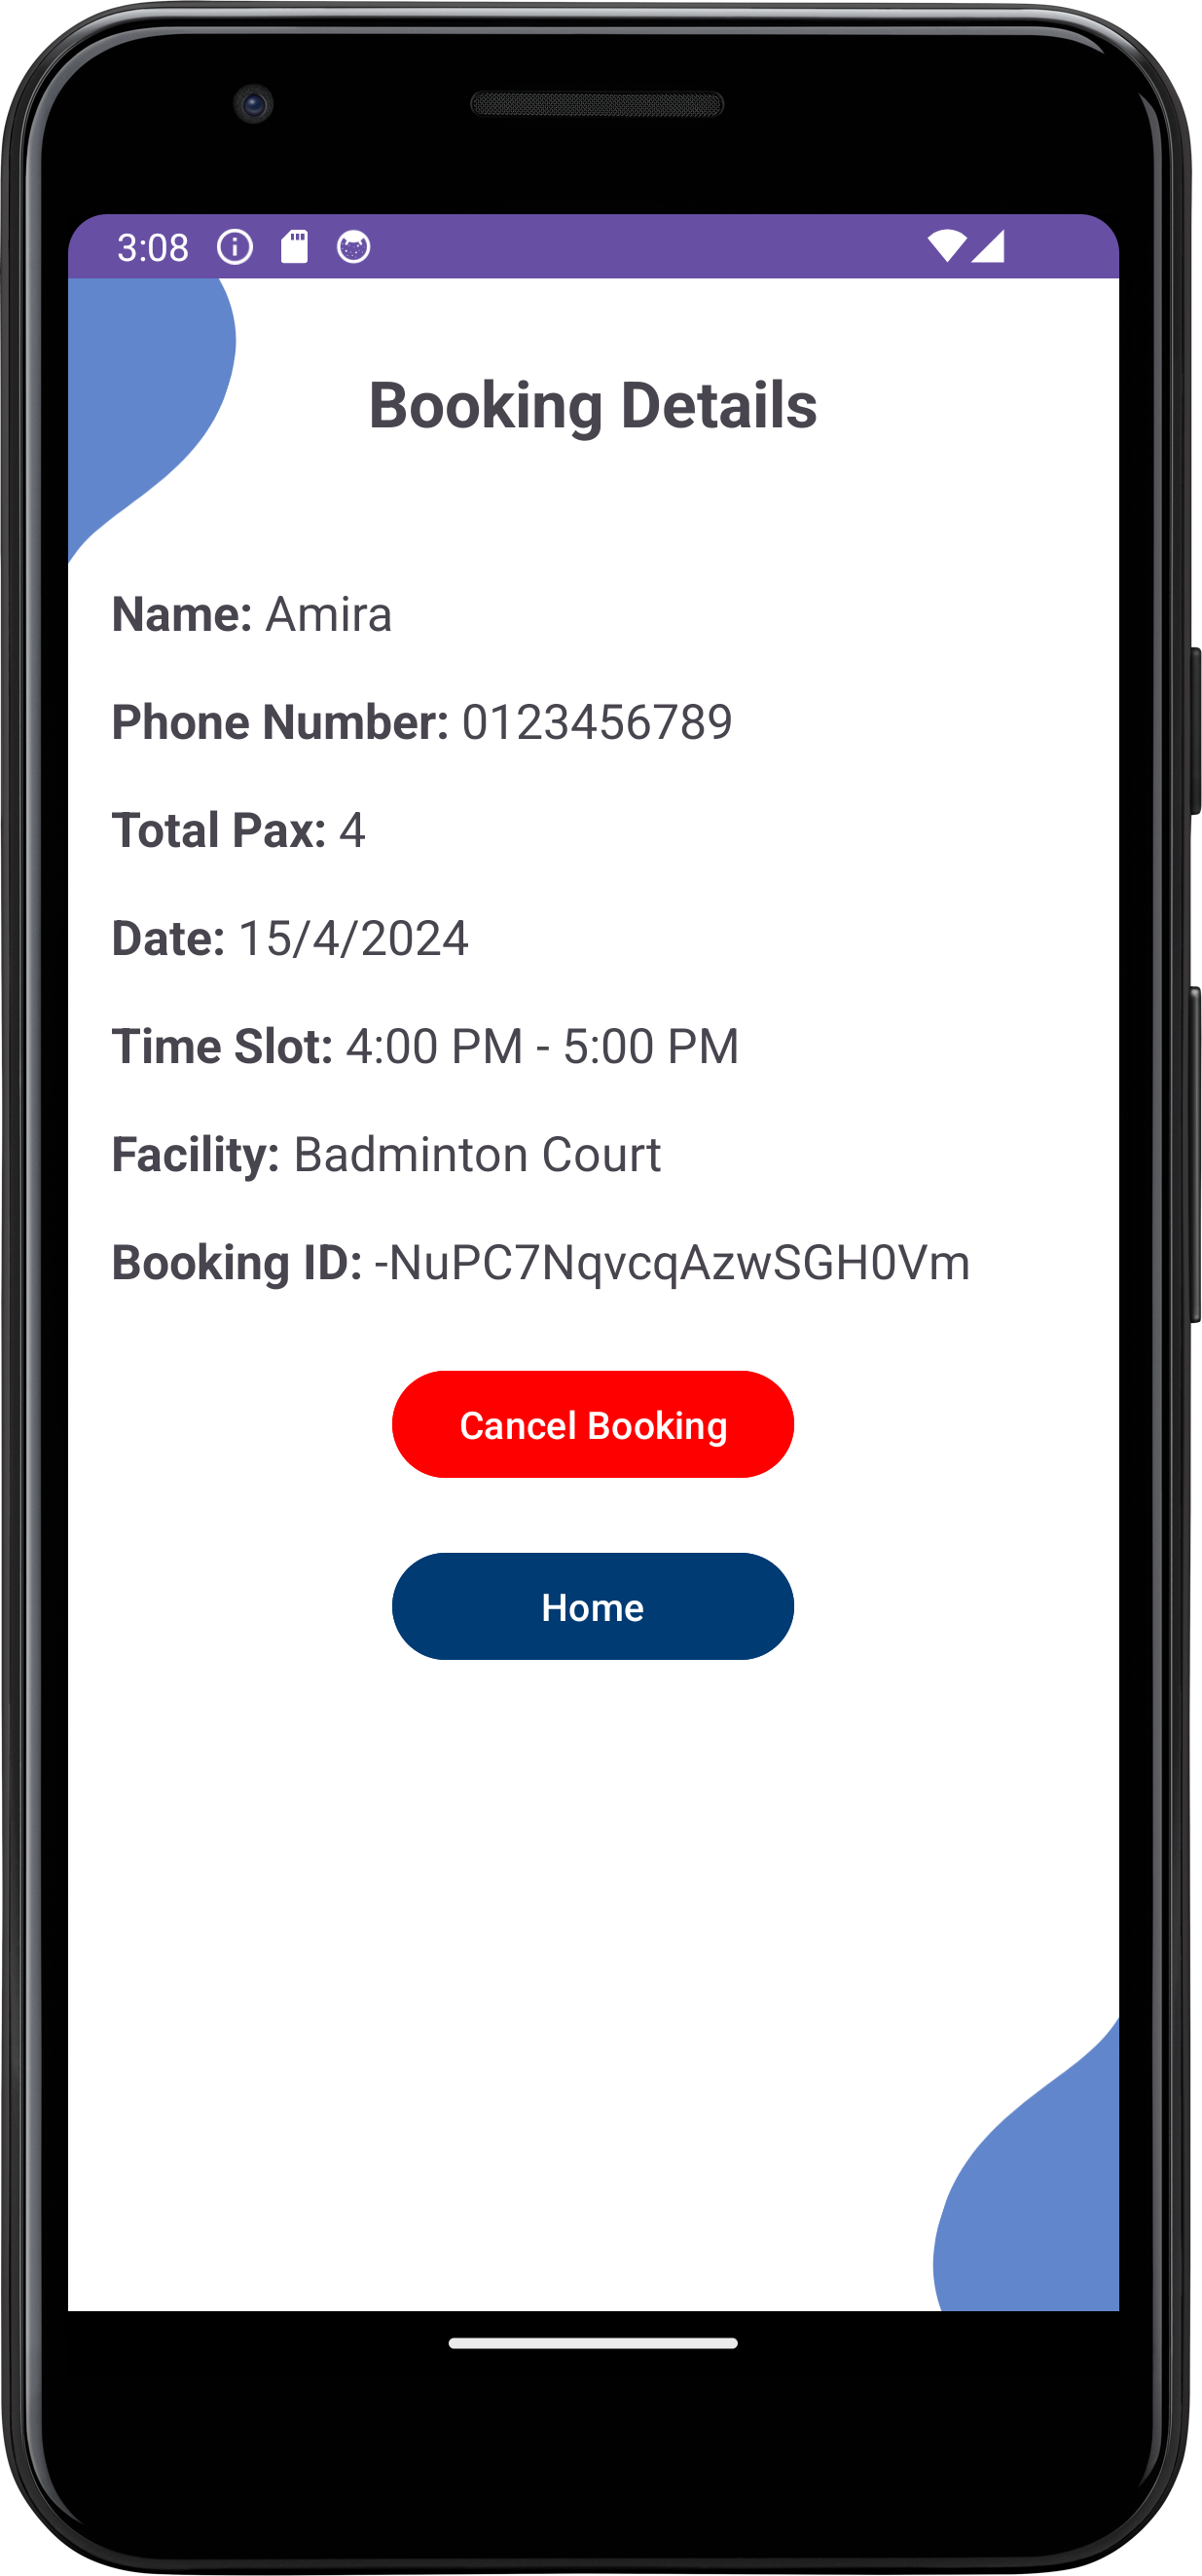 3:08
Booking Details
Name: Amira
Phone Number: 0123456789
Total Pax: 4
Date: 15/4/2024
Time Slot: 4:00 PM - 5:00 PM
Facility: Badminton Court
Booking ID: -NuPC7NqvcqAzwSGH0Vm
Cancel Booking
Home